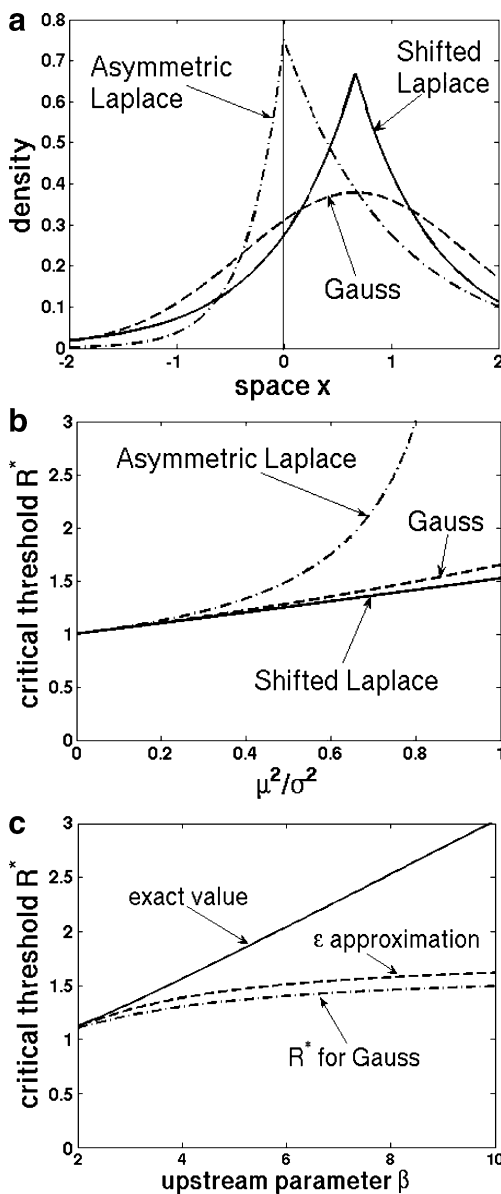 a
0.8
0.7
0.6
0.5
0.4
0.3
0.2
0.1
0
density
Asymmetric
Laplace
Shifted
Laplace
Gauss
-2
-1
0
1
2
space x
b
3
2.5
2
1.5
1
0.5
0
critical threshold R*
Asymmetric Laplace
Gauss
Shifted Laplace
0
0.2
0.4
0.6
0.8
1
μ²/σ²
c
3
2.5
2
1.5
1
0.5
0
critical threshold R*
exact value
ε approximation
R* for Gauss
2
4
6
8
10
upstream parameter β